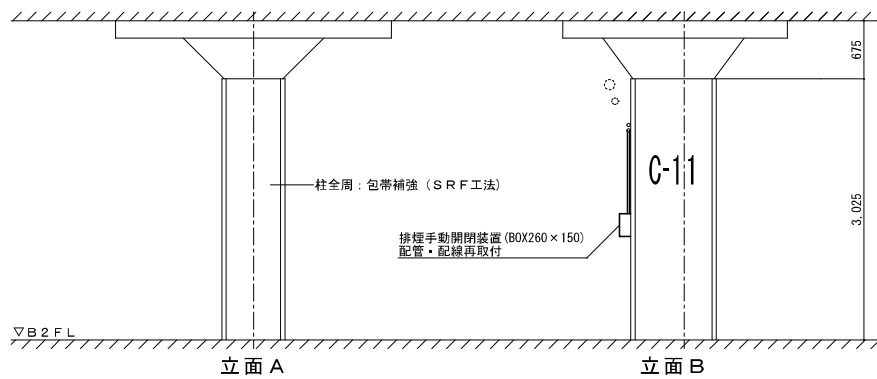 675
C-11
柱全周：包帯補強（ＳＲＦ工法）
3,025
排煙手動開閉装置(BOX260×150)
配管・配線再取付
▽Ｂ２ＦＬ
立面Ａ
立面Ｂ